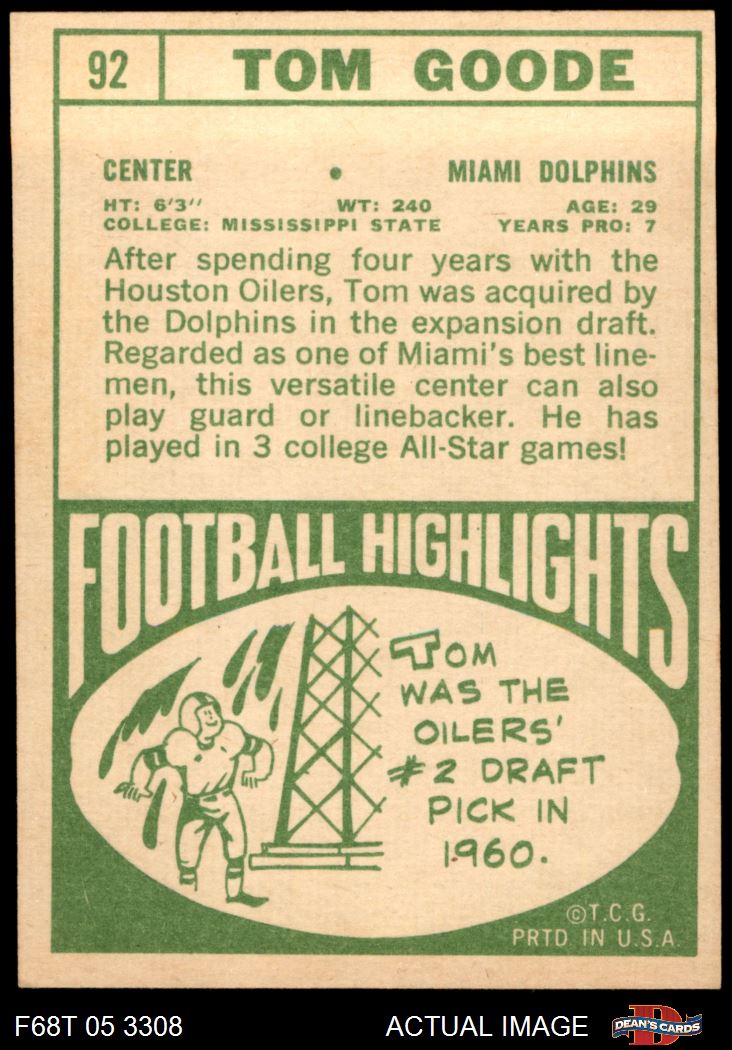 92 TOM GOODE
CENTER • MIAMI DOLPHINS
HT: 6'3" WT: 240 AGE: 29
COLLEGE: MISSISSIPPI STATE YEARS PRO: 7
After spending four years with the
Houston Oilers, Tom was acquired by
the Dolphins in the expansion draft.
Regarded as one of Miami's best line-
men, this versatile center can also
play guard or linebacker. He has
played in 3 college All-Star games!
FOOTBALL HIGHLIGHTS
TOM
WAS THE
OILERS'
#2 DRAFT
PICK IN
1960.
©T.C.G.
PRTD IN U.S.A.
F68T 05 3308 ACTUAL IMAGE D DEAN'S CARDS